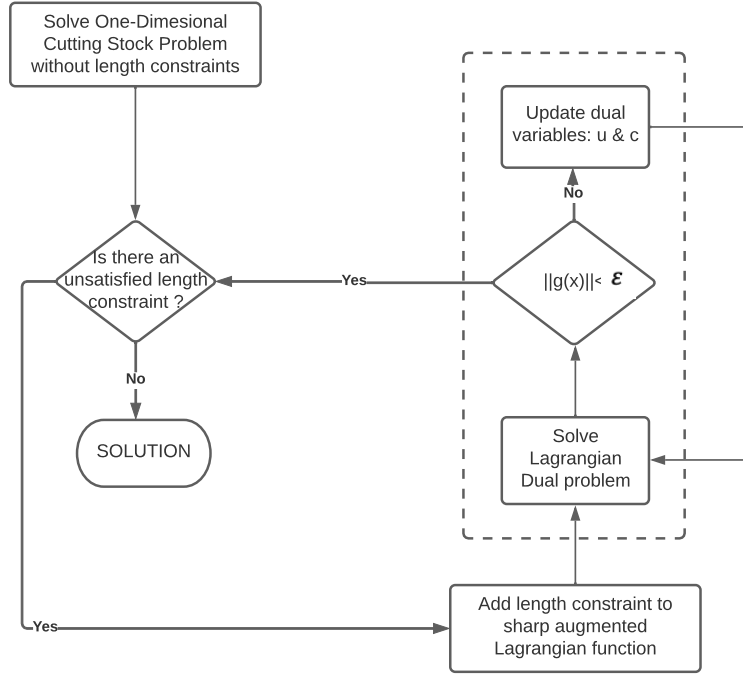 Solve One-Dimesional
Cutting Stock Problem
without length constraints
Update dual
variables: u & c
No
Is there an
unsatisfied length
constraint ?
Yes
||g(x)||< ε
No
SOLUTION
Solve
Lagrangian
Dual problem
Add length constraint to
sharp augmented
Lagrangian function
Yes